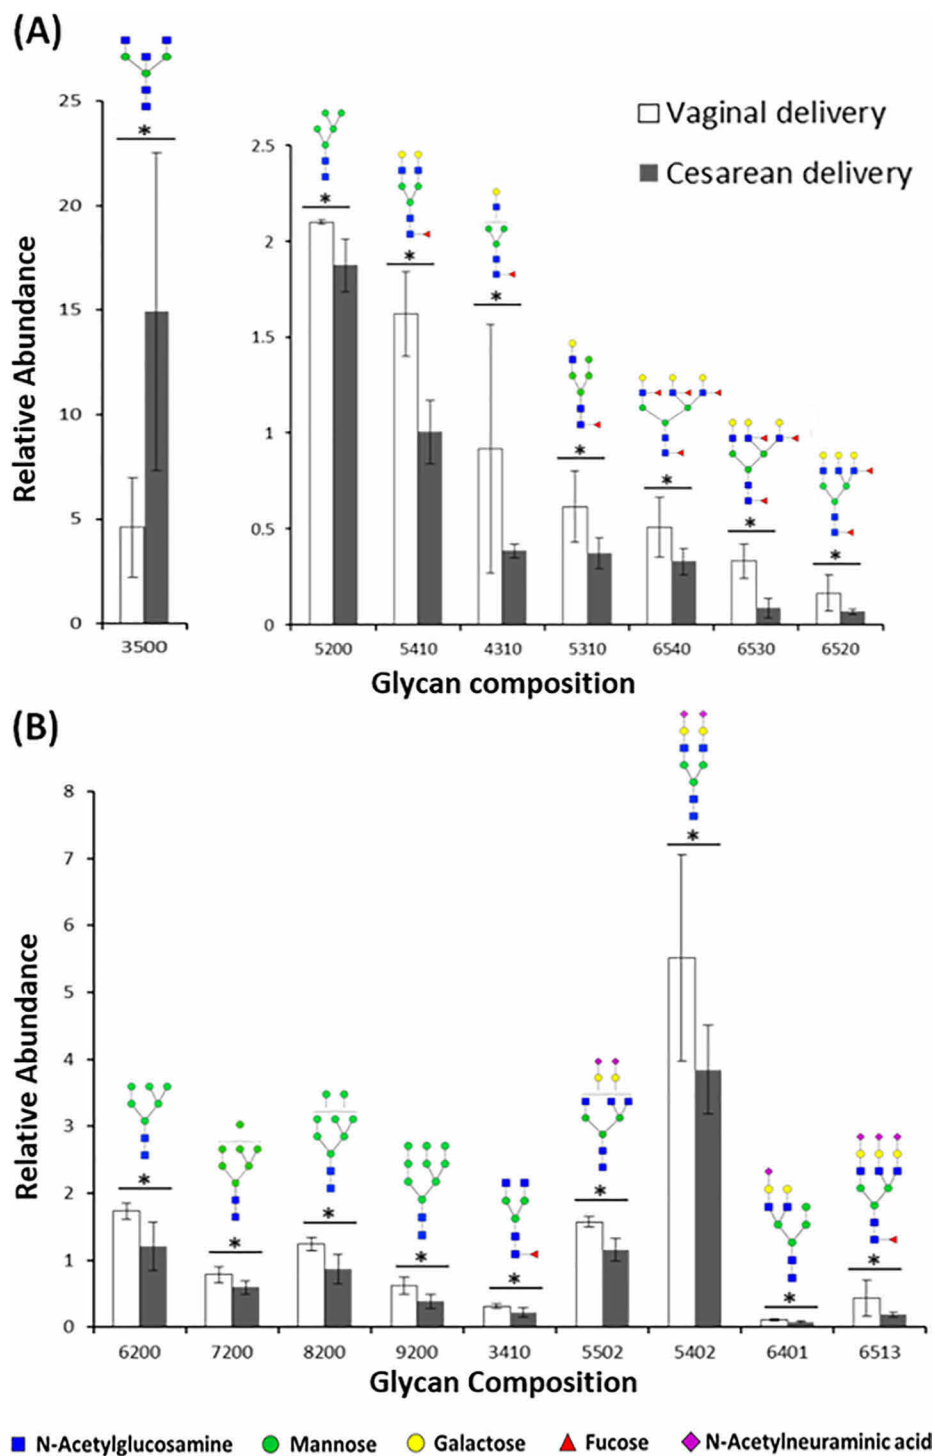 (A)
25
20
15
10
5
0
Relative Abundance
*
3500
2.5
2
1.5
1
0.5
0
Vaginal delivery
Cesarean delivery
* * * * * * *
5200 5410 4310 5310 6540 6530 6520
Glycan composition
(B)
8
7
6
5
4
3
2
1
0
Relative Abundance
* * * * * * * * *
6200 7200 8200 9200 3410 5502 5402 6401 6513
Glycan Composition
N-Acetylglucosamine Mannose Galactose Fucose N-Acetylneuraminic acid